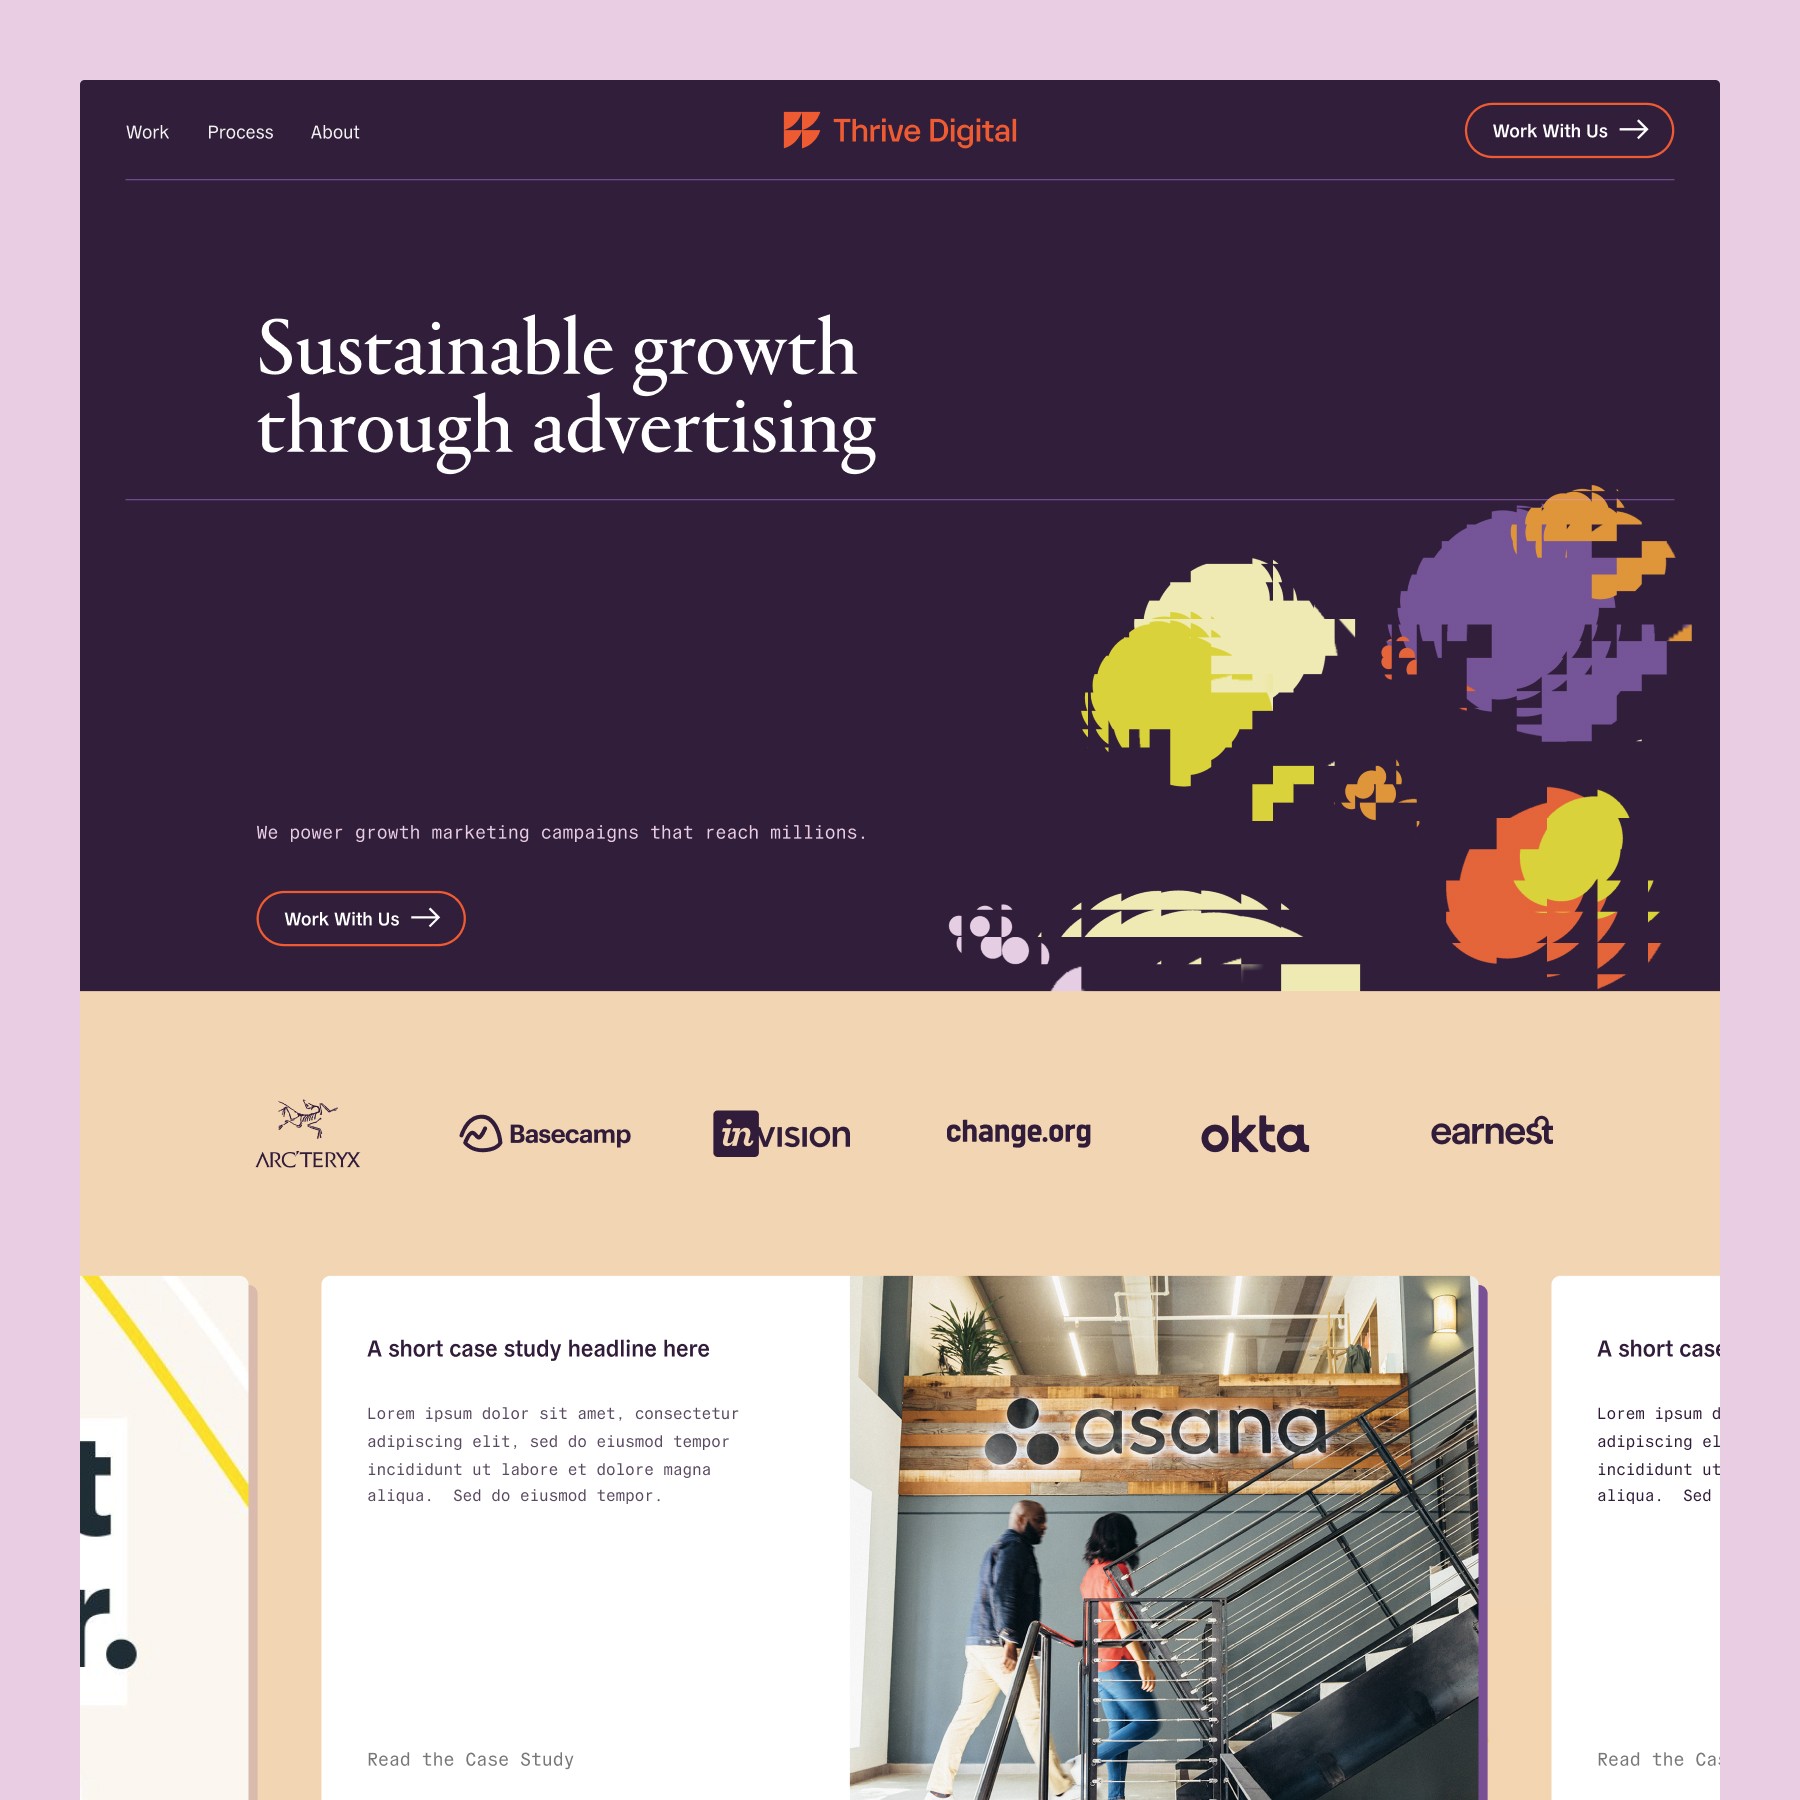 Work Process About
Thrive Digital
Work With Us
Sustainable growth
through advertising
We power growth marketing campaigns that reach millions.
Work With Us
ARC'TERYX
Basecamp
inVISION
change.org
okta
earnest
t
r.
A short case study headline here
Lorem ipsum dolor sit amet, consectetur
adipiscing elit, sed do eiusmod tempor
incididunt ut labore et dolore magna
aliqua. Sed do eiusmod tempor.
Read the Case Study
asana
A short case
Lorem ipsum d
adipiscing el
incididunt ut
aliqua. Sed
Read the Cas